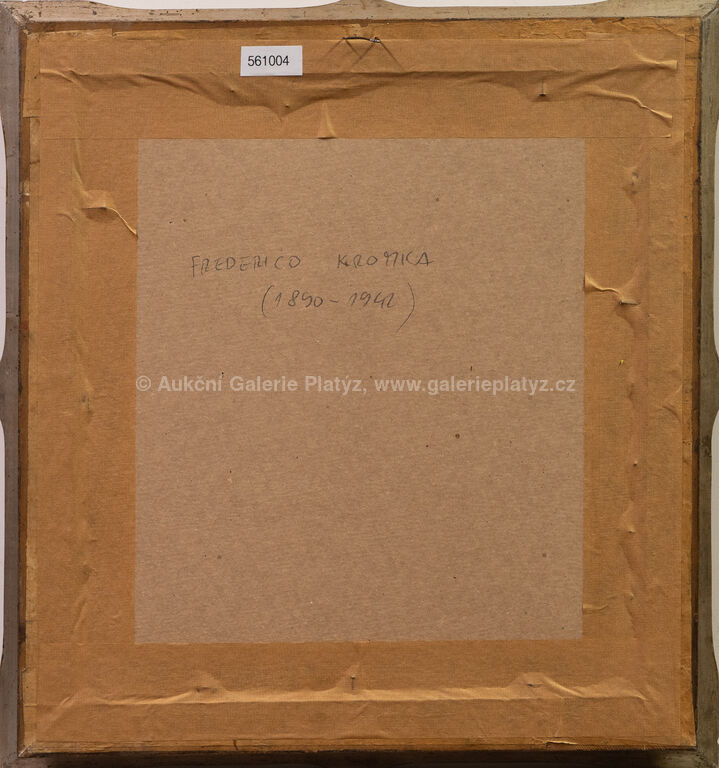 561004
FREDERICO KROMKA
(1890-1942)
© Aukční Galerie Platýz, www.galerieplatyz.cz